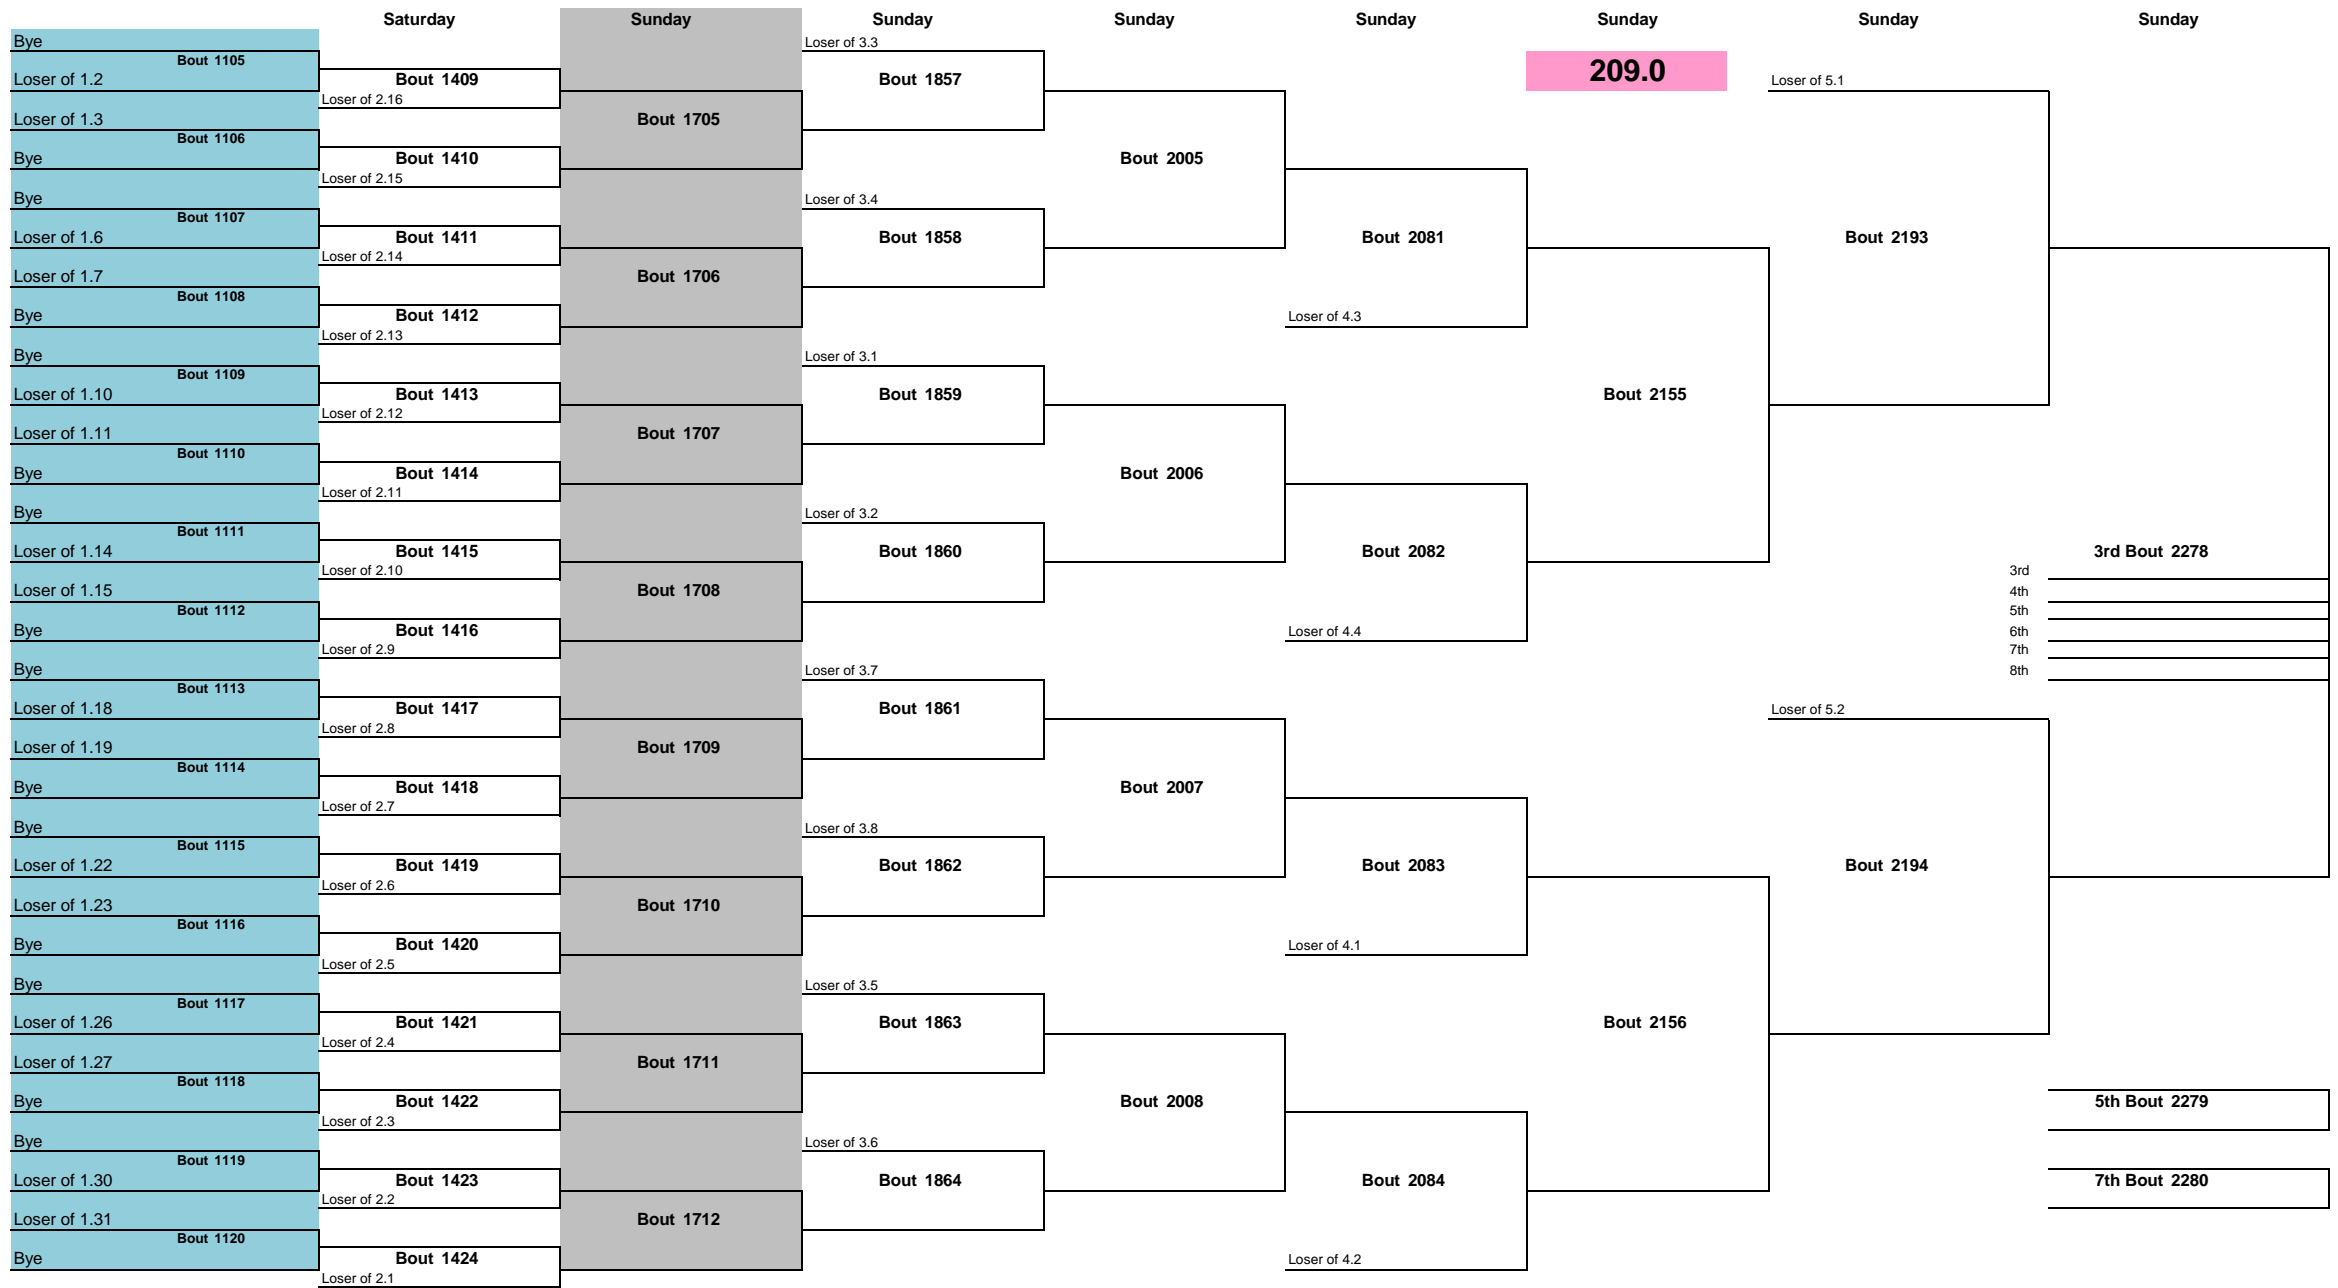 Saturday
Sunday
Sunday
Sunday
Sunday
Sunday
Sunday
Sunday
209.0
Bye
Bout 1105
Loser of 1.2
Loser of 1.3
Bout 1106
Bye
Bye
Bout 1107
Loser of 1.6
Loser of 1.7
Bout 1108
Bye
Bye
Bout 1109
Loser of 1.10
Loser of 1.11
Bout 1110
Bye
Bye
Bout 1111
Loser of 1.14
Loser of 1.15
Bout 1112
Bye
Bye
Bout 1113
Loser of 1.18
Loser of 1.19
Bout 1114
Bye
Bye
Bout 1115
Loser of 1.22
Loser of 1.23
Bout 1116
Bye
Bye
Bout 1117
Loser of 1.26
Loser of 1.27
Bout 1118
Bye
Bye
Bout 1119
Loser of 1.30
Loser of 1.31
Bout 1120
Bye
Bout 1409
Loser of 2.16
Bout 1410
Loser of 2.15
Bout 1411
Loser of 2.14
Bout 1412
Loser of 2.13
Bout 1413
Loser of 2.12
Bout 1414
Loser of 2.11
Bout 1415
Loser of 2.10
Bout 1416
Loser of 2.9
Bout 1417
Loser of 2.8
Bout 1418
Loser of 2.7
Bout 1419
Loser of 2.6
Bout 1420
Loser of 2.5
Bout 1421
Loser of 2.4
Bout 1422
Loser of 2.3
Bout 1423
Loser of 2.2
Bout 1424
Loser of 2.1
Bout 1705
Bout 1706
Bout 1707
Bout 1708
Bout 1709
Bout 1710
Bout 1711
Bout 1712
Loser of 3.3
Bout 1857
Loser of 3.4
Bout 1858
Loser of 3.1
Bout 1859
Loser of 3.2
Bout 1860
Loser of 3.7
Bout 1861
Loser of 3.8
Bout 1862
Loser of 3.5
Bout 1863
Loser of 3.6
Bout 1864
Bout 2005
Bout 2006
Bout 2007
Bout 2008
Bout 2081
Loser of 4.3
Bout 2082
Loser of 4.4
Bout 2083
Loser of 4.1
Bout 2084
Loser of 4.2
Bout 2155
Bout 2156
Loser of 5.1
Bout 2193
Loser of 5.2
Bout 2194
3rd Bout 2278
3rd
4th
5th
6th
7th
8th
5th Bout 2279
7th Bout 2280